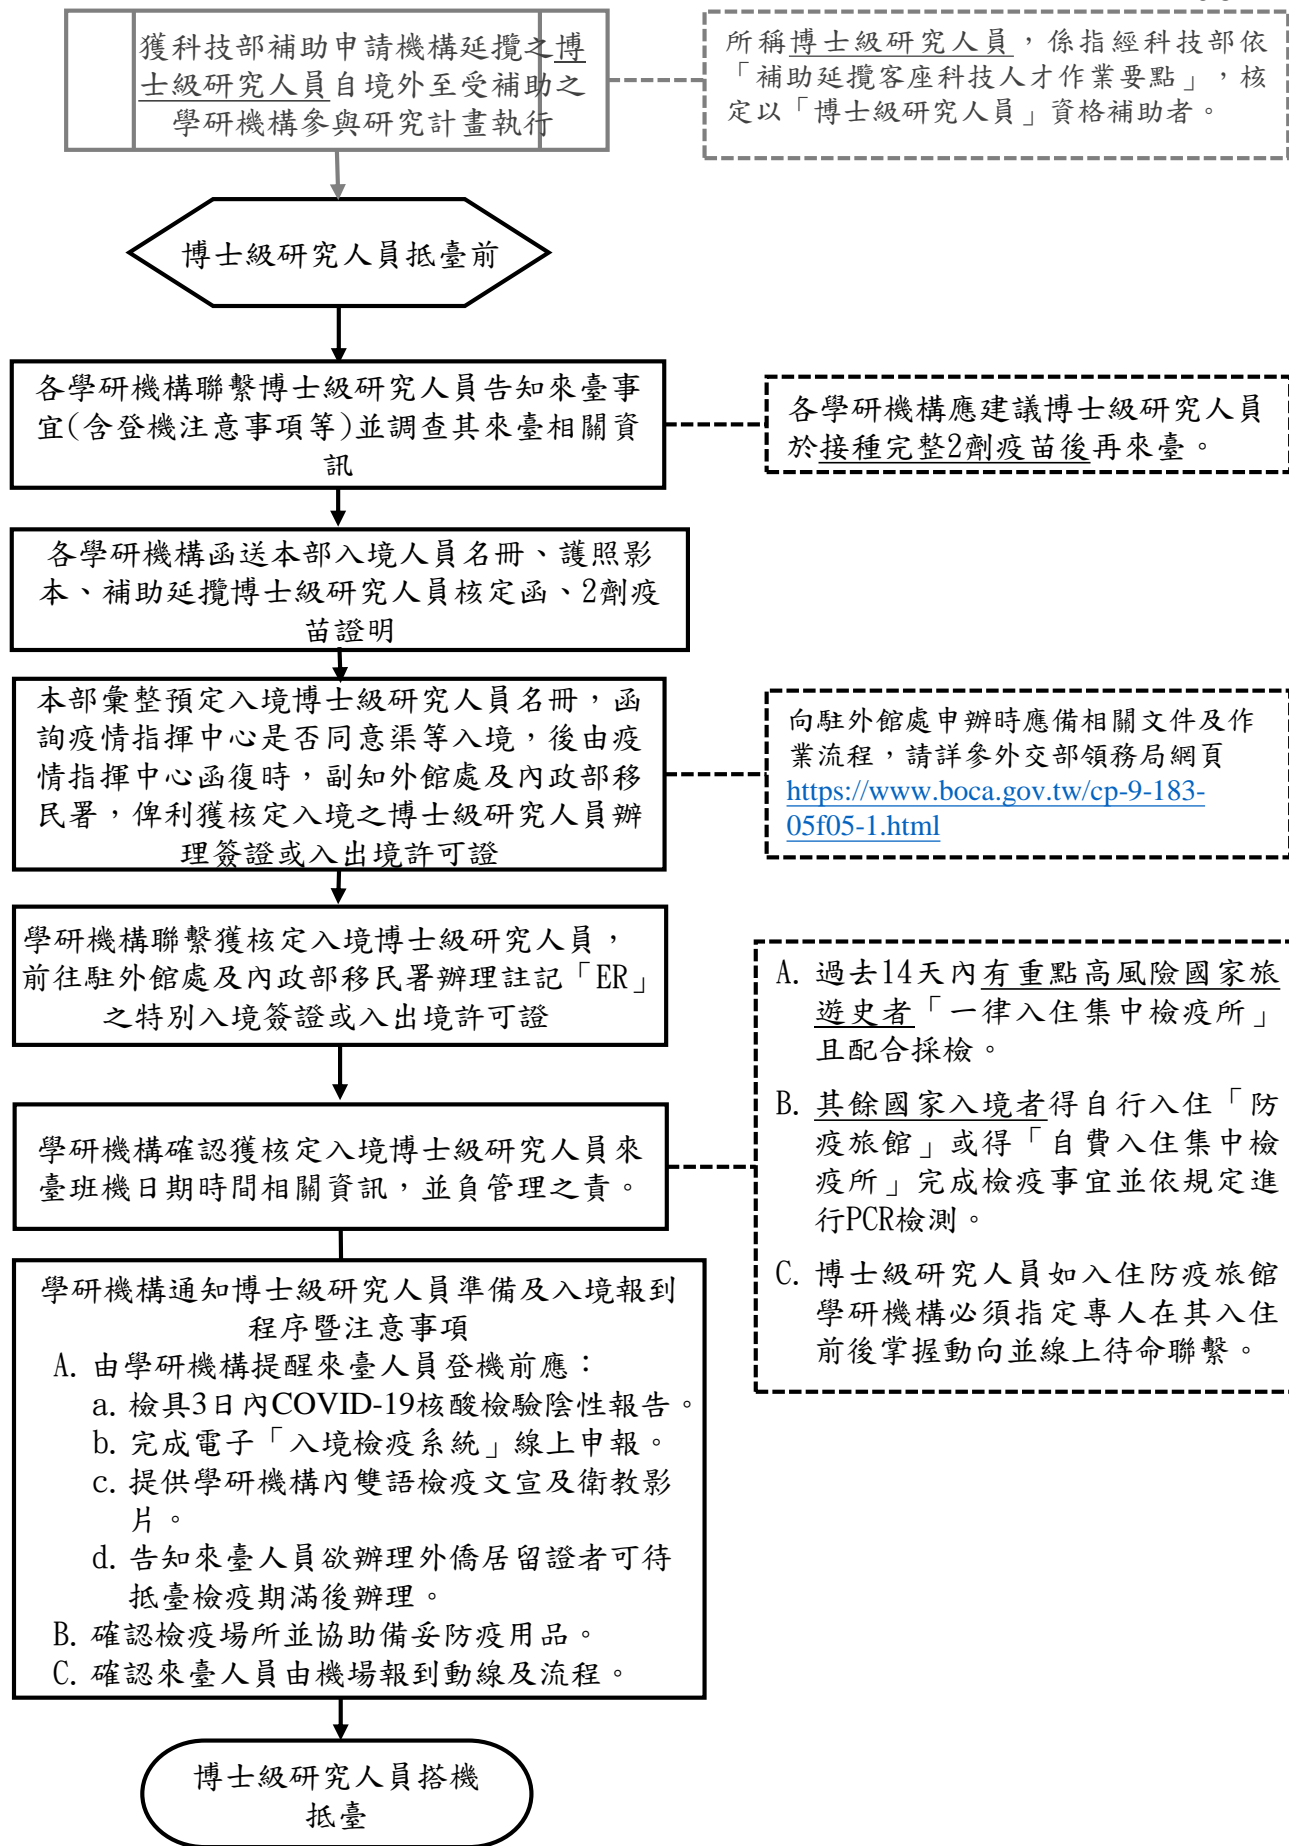 獲科技部補助申請機構延攬之博
士級研究人員自境外至受補助之
學研機構參與研究計畫執行
所稱博士級研究人員，係指經科技部依
「補助延攬客座科技人才作業要點」，核
定以「博士級研究人員」資格補助者。
博士級研究人員抵臺前
各學研機構聯繫博士級研究人員告知來臺事
宜(含登機注意事項等)並調查其來臺相關資
訊
各學研機構應建議博士級研究人員
於接種完整2劑疫苗後再來臺。
各學研機構函送本部入境人員名冊、護照影
本、補助延攬博士級研究人員核定函、2劑疫
苗證明
本部彙整預定入境博士級研究人員名冊，函
詢疫情指揮中心是否同意渠等入境，後由疫
情指揮中心函復時，副知外館處及內政部移
民署，俾利獲核定入境之博士級研究人員辦
理簽證或入出境許可證
向駐外館處申辦時應備相關文件及作
業流程，請詳參外交部領務局網頁
https://www.boca.gov.tw/cp-9-183-
05f05-1.html
學研機構聯繫獲核定入境博士級研究人員，
前往駐外館處及內政部移民署辦理註記「ER」
之特別入境簽證或入出境許可證
學研機構確認獲核定入境博士級研究人員來
臺班機日期時間相關資訊，並負管理之責。
A. 過去14天內有重點高風險國家旅
遊史者「一律入住集中檢疫所」
且配合採檢。
B. 其餘國家入境者得自行入住「防
疫旅館」或得「自費入住集中檢
疫所」完成檢疫事宜並依規定進
行PCR檢測。
C. 博士級研究人員如入住防疫旅館
學研機構必須指定專人在其入住
前後掌握動向並線上待命聯繫。
學研機構通知博士級研究人員準備及入境報到
程序暨注意事項
A. 由學研機構提醒來臺人員登機前應：
a. 檢具3日內COVID-19核酸檢驗陰性報告。
b. 完成電子「入境檢疫系統」線上申報。
c. 提供學研機構內雙語檢疫文宣及衛教影
片。
d. 告知來臺人員欲辦理外僑居留證者可待
抵臺檢疫期滿後辦理。
B. 確認檢疫場所並協助備妥防疫用品。
C. 確認來臺人員由機場報到動線及流程。
博士級研究人員搭機
抵臺